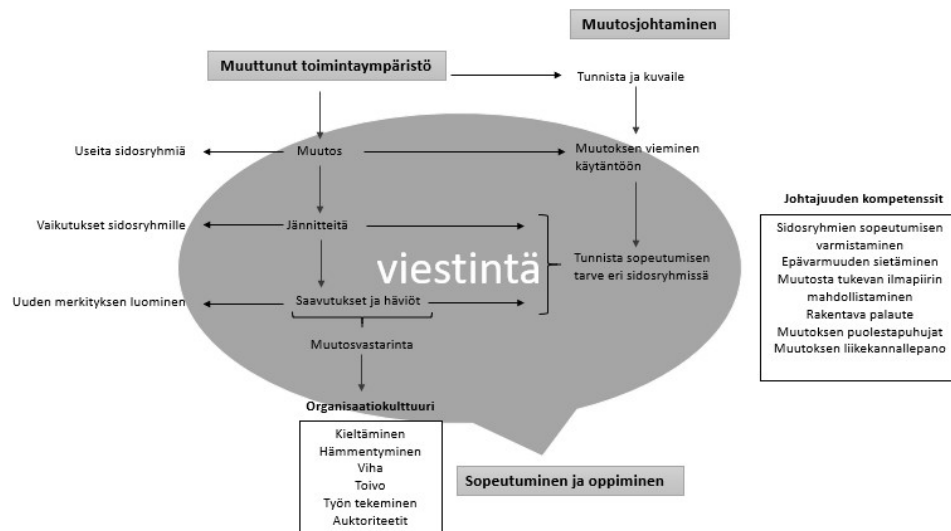 Muutosjohtaminen
Muuttunut toimintaympäristö
Tunnista ja kuvaile
Useita sidosryhmiä
Muutos
Muutoksen vieminen
käytäntöön
Vaikutukset sidosryhmille
Jännitteitä
viestintä
Tunnista sopeutumisen
tarve eri sidosryhmissä
Uuden merkityksen luominen
Saavutukset ja häviöt
Muutosvastarinta
Johtajuuden kompetenssit
Sidosryhmien sopeutumisen
varmistaminen
Epävarmuuden sietäminen
Muutosta tukevan ilmapiirin
mahdollistaminen
Rakentava palaute
Muutoksen puolestapuhujat
Muutoksen liikekannallepano
Organisaatiokulttuuri
Kieltäminen
Hämmentyminen
Viha
Toivo
Työn tekeminen
Auktoriteetit
Sopeutuminen ja oppiminen